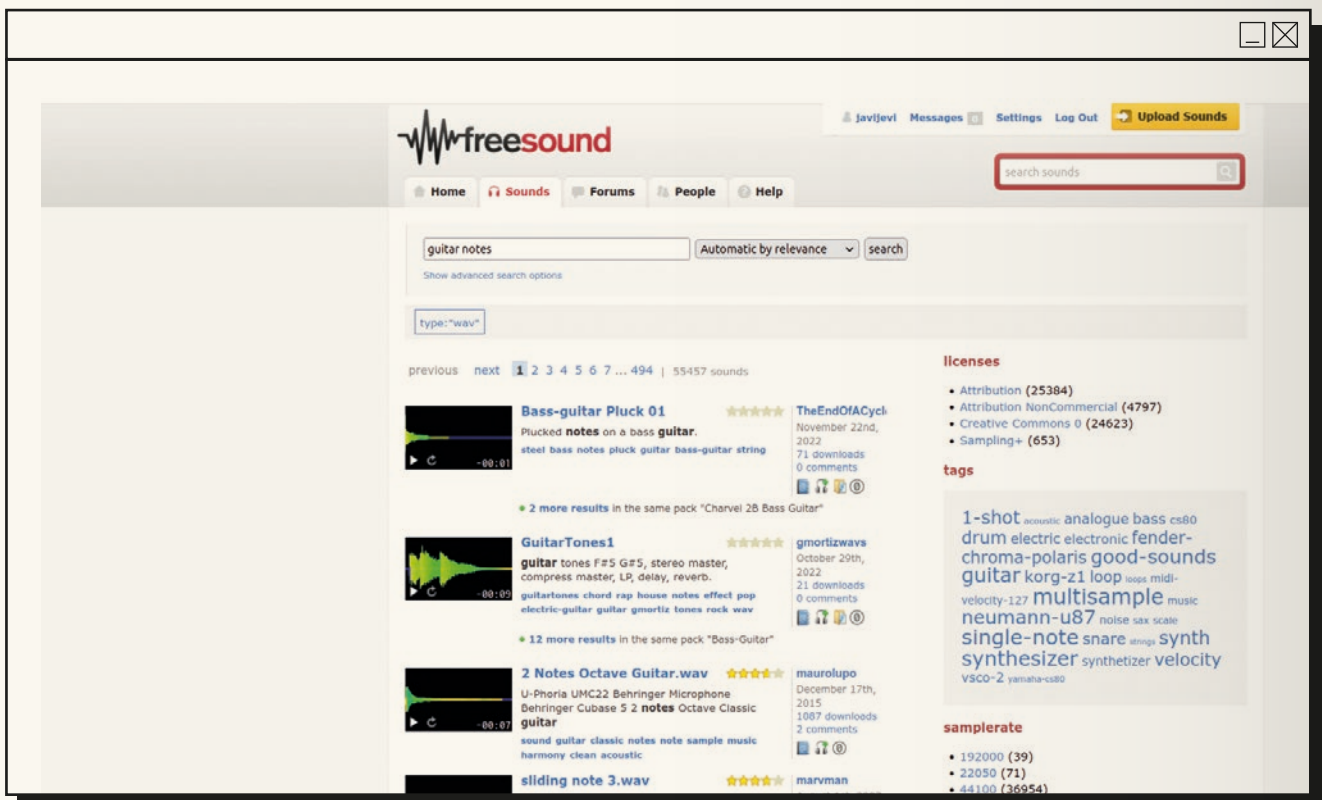 freesound
javijevi Messages 0 Settings Log Out Upload Sounds
search sounds
Home Sounds Forums People Help
guitar notes Automatic by relevance search
Show advanced search options
type:"wav"
previous next 1 2 3 4 5 6 7 ... 494 | 55457 sounds
Bass-guitar Pluck 01
Plucked notes on a bass guitar.
steel bass notes pluck guitar bass-guitar string
-00:01
TheEndOfACycl
November 22nd,
2022
71 downloads
0 comments
2 more results in the same pack "Charvel 2B Bass Guitar"
GuitarTones1
guitar tones F#5 G#5, stereo master,
compress master, LP, delay, reverb.
guitartones chord rap house notes effect pop
electric-guitar guitar gmortiz tones rock wav
-00:09
gmortizwavs
October 29th,
2022
21 downloads
0 comments
12 more results in the same pack "Bass-Guitar"
2 Notes Octave Guitar.wav
U-Phoria UMC22 Behringer Microphone
Behringer Cubase 5 2 notes Octave Classic
guitar
sound guitar classic notes note sample music
harmony clean acoustic
-00:07
maurolupo
December 17th,
2015
1087 downloads
2 comments
sliding note 3.wav
marvman
licenses
Attribution (25384)
Attribution NonCommercial (4797)
Creative Commons 0 (24623)
Sampling+ (653)
tags
1-shot acoustic analogue bass cs80
drum electric electronic fender-
chroma-polaris good-sounds
guitar korg-z1 loop loops midi-
velocity-127 multisample music
neumann-u87 noise sax scale
single-note snare strings synth
synthesizer synthetizer velocity
vsco-2 yamaha-cs80
samplerate
192000 (39)
22050 (71)
44100 (36954)